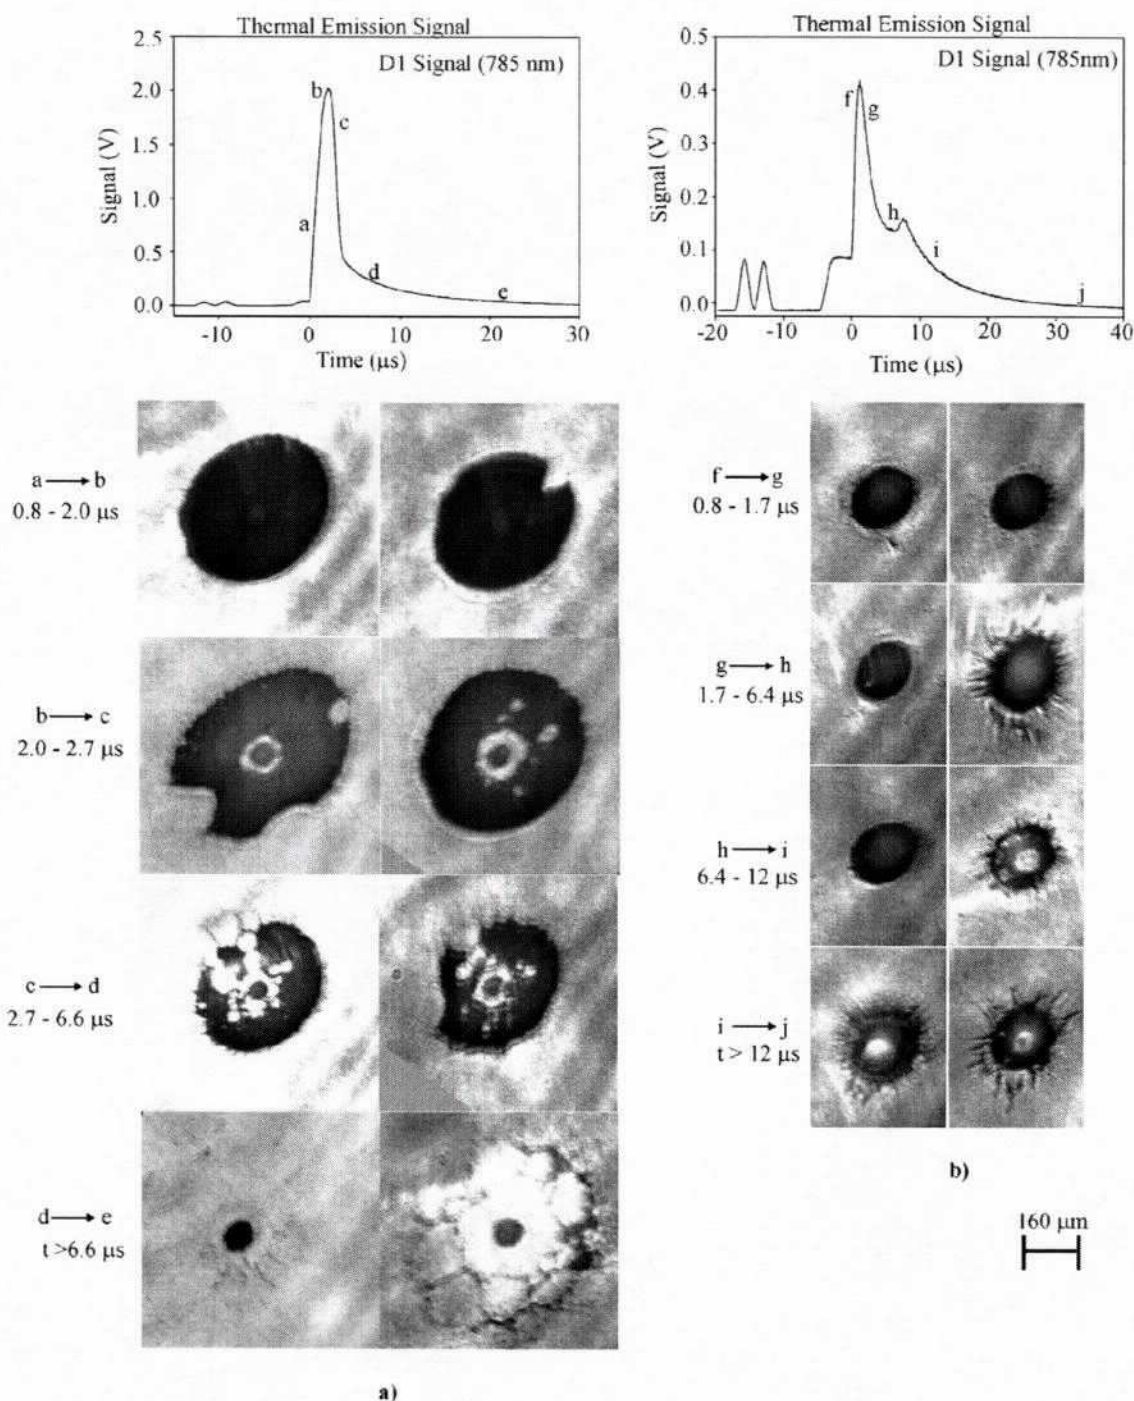 Thermal Emission Signal
D1 Signal (785 nm)
2.5
2.0
1.5
1.0
0.5
0.0
Signal (V)
a
b
c
d
e
-10
0
10
20
30
Time (μs)
Thermal Emission Signal
D1 Signal (785nm)
0.5
0.4
0.3
0.2
0.1
0.0
Signal (V)
f
g
h
i
j
-20
-10
0
10
20
30
40
Time (μs)
a → b
0.8 - 2.0 μs
b → c
2.0 - 2.7 μs
c → d
2.7 - 6.6 μs
d → e
t >6.6 μs
a)
f → g
0.8 - 1.7 μs
g → h
1.7 - 6.4 μs
h → i
6.4 - 12 μs
i → j
t > 12 μs
b)
160 μm